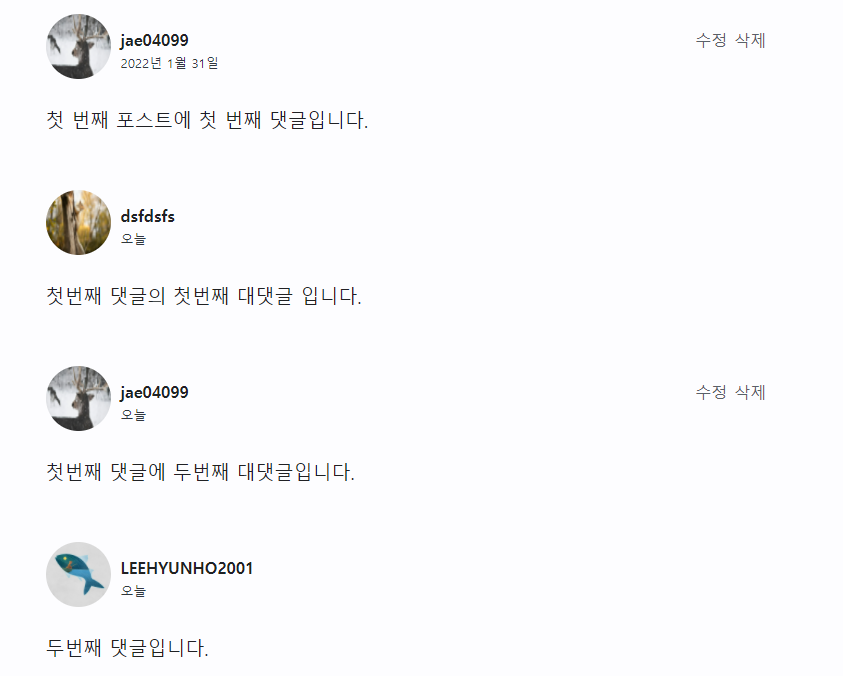 jae04099
수정 삭제
2022년 1월 31일
첫 번째 포스트에 첫 번째 댓글입니다.
dsfdsfs
오늘
첫번째 댓글의 첫번째 대댓글 입니다.
jae04099
수정 삭제
오늘
첫번째 댓글에 두번째 대댓글입니다.
LEEHYUNHO2001
오늘
두번째 댓글입니다.